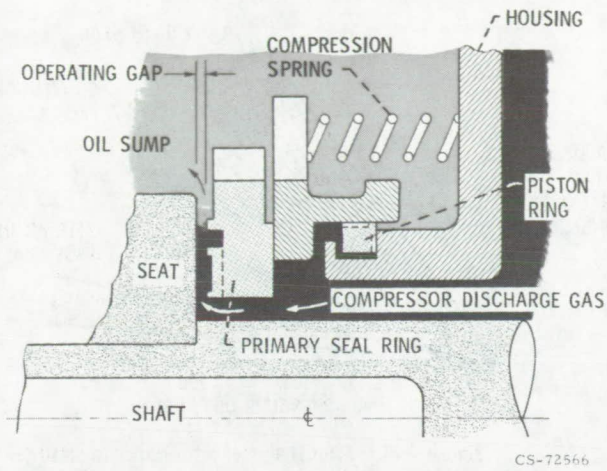 HOUSING
COMPRESSION
SPRING
OPERATING GAP
OIL SUMP
PISTON
RING
SEAT
COMPRESSOR DISCHARGE GAS
PRIMARY SEAL RING
SHAFT
℄
CS-72566